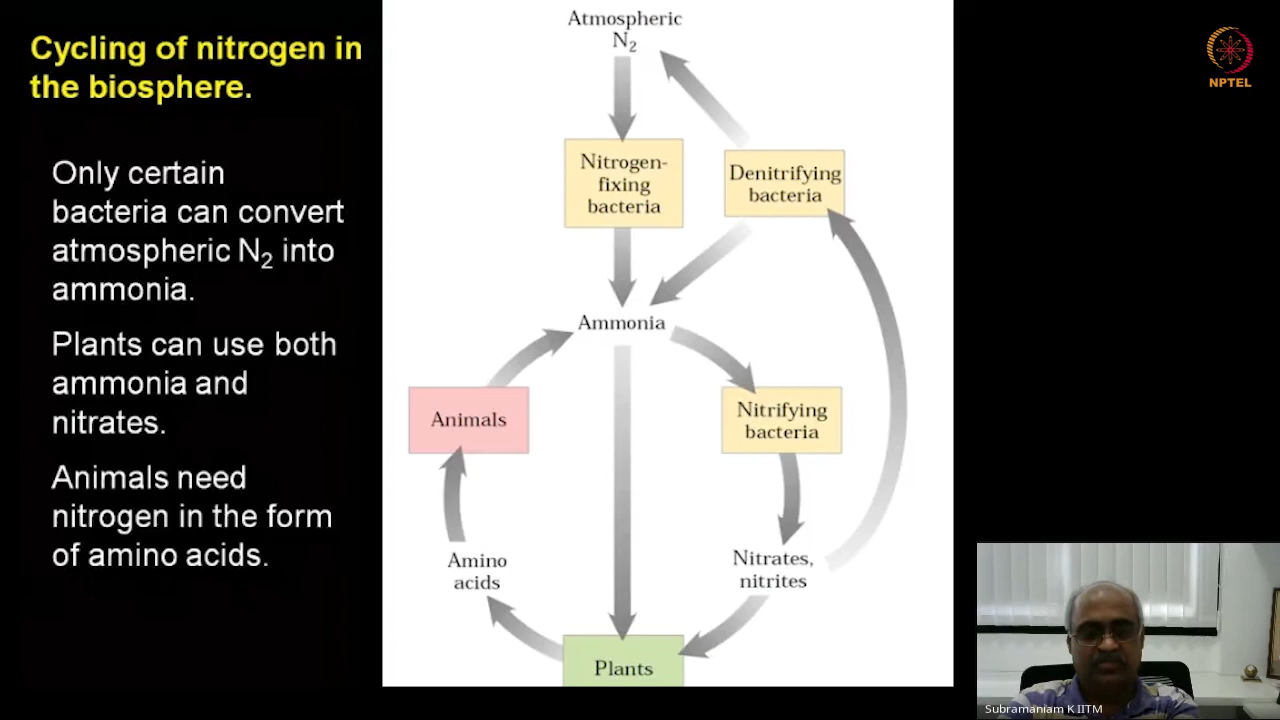 Cycling of nitrogen in
the biosphere.
Only certain
bacteria can convert
atmospheric N₂ into
ammonia.
Plants can use both
ammonia and
nitrates.
Animals need
nitrogen in the form
of amino acids.
Atmospheric
N₂
Nitrogen-
fixing
bacteria
Denitrifying
bacteria
Ammonia
Animals
Nitrifying
bacteria
Amino
acids
Nitrates,
nitrites
Plants
NPTEL
Subramaniam K IITM